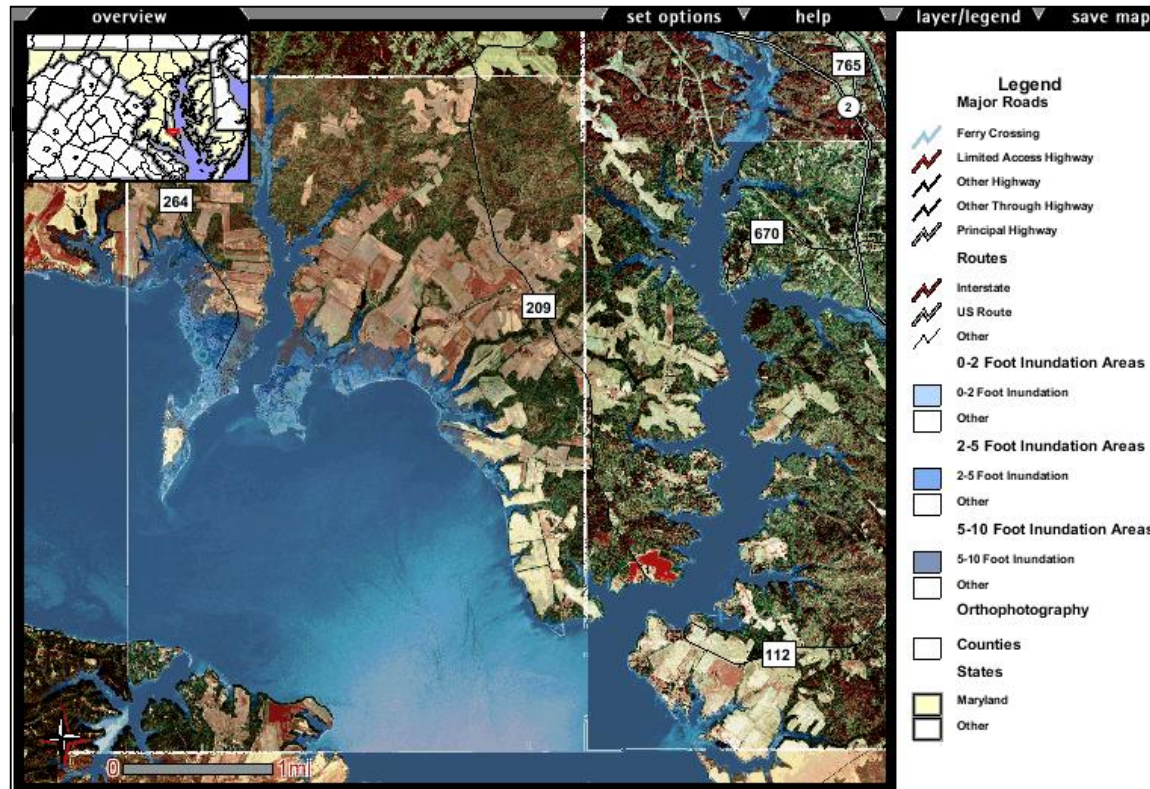 overview
set options
help
layer/legend
save map
765
2
264
670
209
112
0
1mi
Legend
Major Roads
Ferry Crossing
Limited Access Highway
Other Highway
Other Through Highway
Principal Highway
Routes
Interstate
US Route
Other
0-2 Foot Inundation Areas
0-2 Foot Inundation
Other
2-5 Foot Inundation Areas
2-5 Foot Inundation
Other
5-10 Foot Inundation Areas
5-10 Foot Inundation
Other
Orthophotography
Counties
States
Maryland
Other